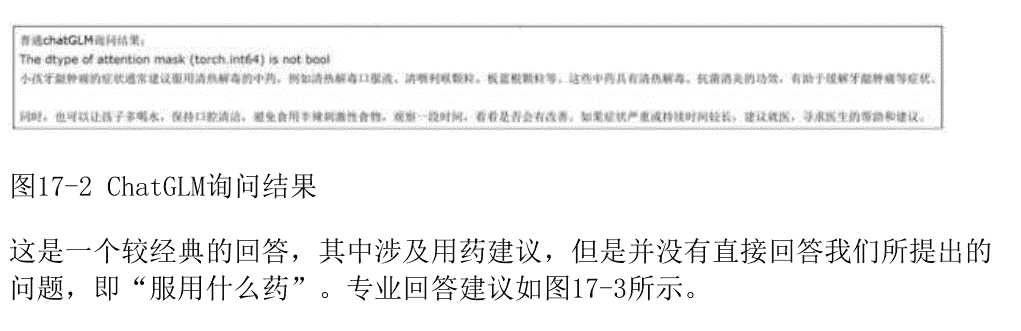 普通chatGLM询问结果：
The dtype of attention mask (torch.int64) is not bool
小孩牙龈肿痛的症状通常建议服用清热解毒的中药，例如清热解毒口服液、清咽利喉颗粒、板蓝根颗粒等。这些中药具有清热解毒、抗菌消炎的功效，有助于缓解牙龈肿痛等症状。
同时，也可以让孩子多喝水，保持口腔清洁，避免食用辛辣刺激性食物，观察一段时间，看看是否会有改善。如果症状严重或持续时间较长，建议就医，寻求医生的帮助和建议。
图17-2 ChatGLM询问结果
这是一个较经典的回答，其中涉及用药建议，但是并没有直接回答我们所提出的
问题，即“服用什么药”。专业回答建议如图17-3所示。